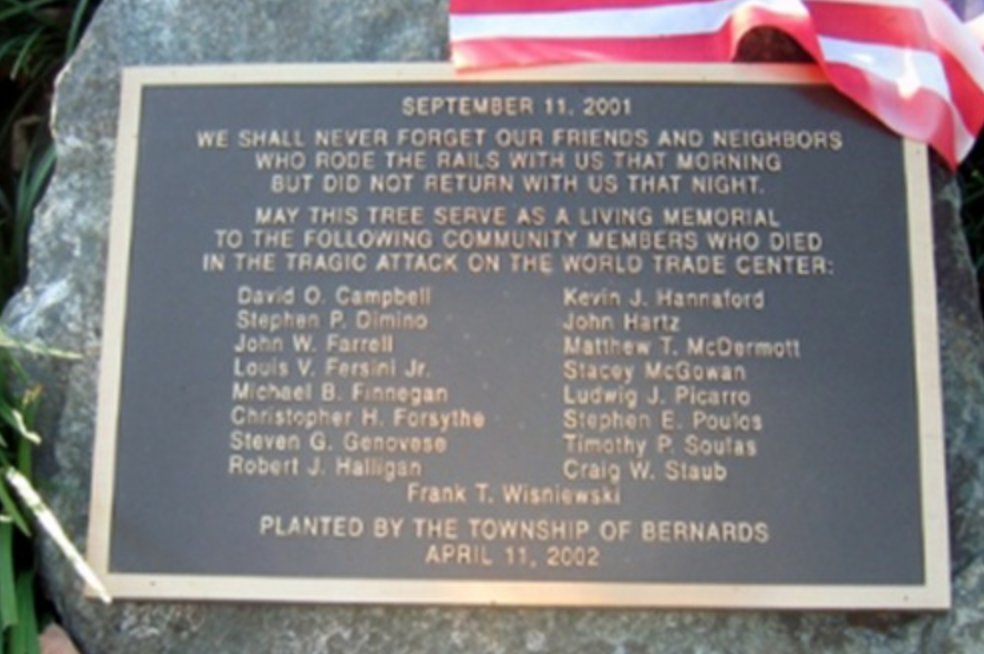 SEPTEMBER 11, 2001
WE SHALL NEVER FORGET OUR FRIENDS AND NEIGHBORS
WHO RODE THE RAILS WITH US THAT MORNING
BUT DID NOT RETURN WITH US THAT NIGHT.
MAY THIS TREE SERVE AS A LIVING MEMORIAL
TO THE FOLLOWING COMMUNITY MEMBERS WHO DIED
IN THE TRAGIC ATTACK ON THE WORLD TRADE CENTER:
David O. Campbell
Stephen P. Dimino
John W. Farrell
Louis V. Fersini Jr.
Michael B. Finnegan
Christopher H. Forsythe
Steven G. Genovese
Robert J. Halligan
Kevin J. Hannaford
John Hartz
Matthew T. McDermott
Stacey McGowan
Ludwig J. Picarro
Stephen E. Poulos
Timothy P. Soulas
Craig W. Staub
Frank T. Wisniewski
PLANTED BY THE TOWNSHIP OF BERNARDS
APRIL 11, 2002